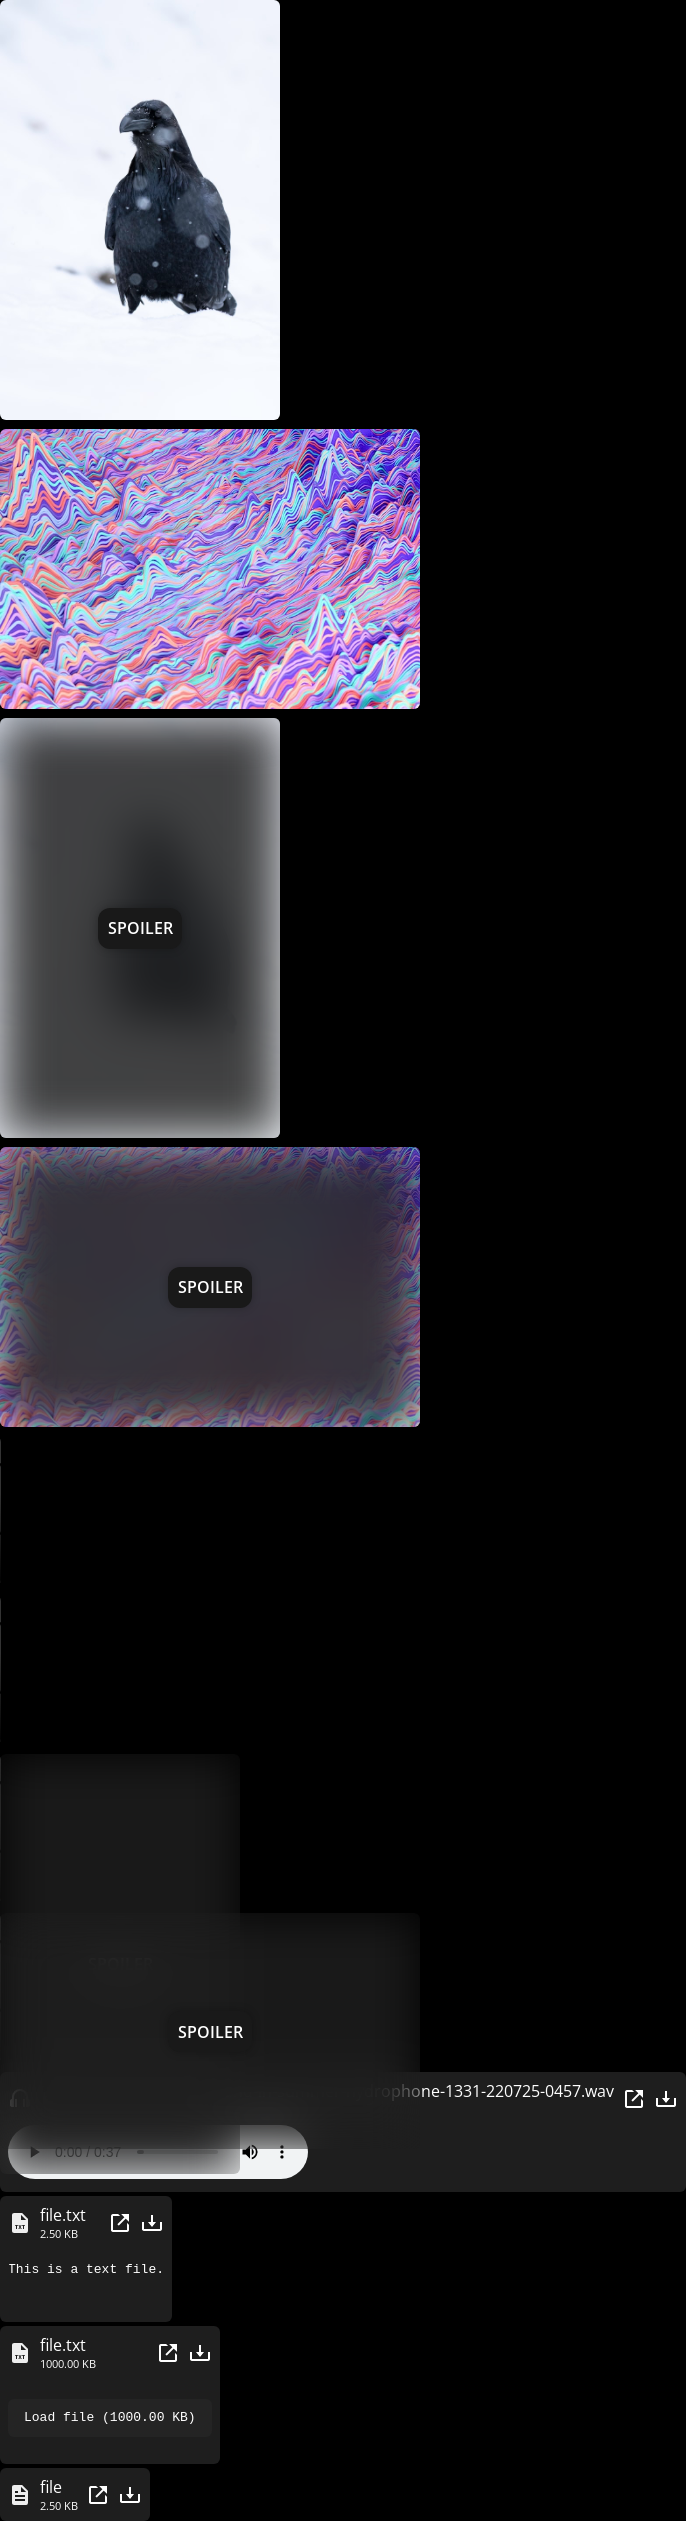 SPOILER
SPOILER
SPOILER
rophone-1331-220725-0457.wav
0:00 / 0:37
file.txt
2.50 KB
This is a text file.
file.txt
1000.00 KB
Load file (1000.00 KB)
file
2.50 KB